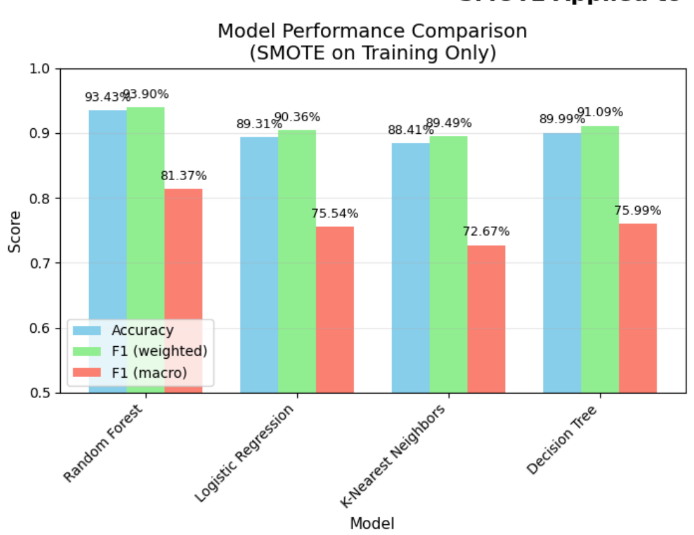 Model Performance Comparison
(SMOTE on Training Only)
1.0
0.9
0.8
0.7
0.6
0.5
Score
93.43%
93.90%
81.37%
89.31%
90.36%
75.54%
88.41%
89.49%
72.67%
89.99%
91.09%
75.99%
Accuracy
F1 (weighted)
F1 (macro)
Random Forest
Logistic Regression
K-Nearest Neighbors
Decision Tree
Model